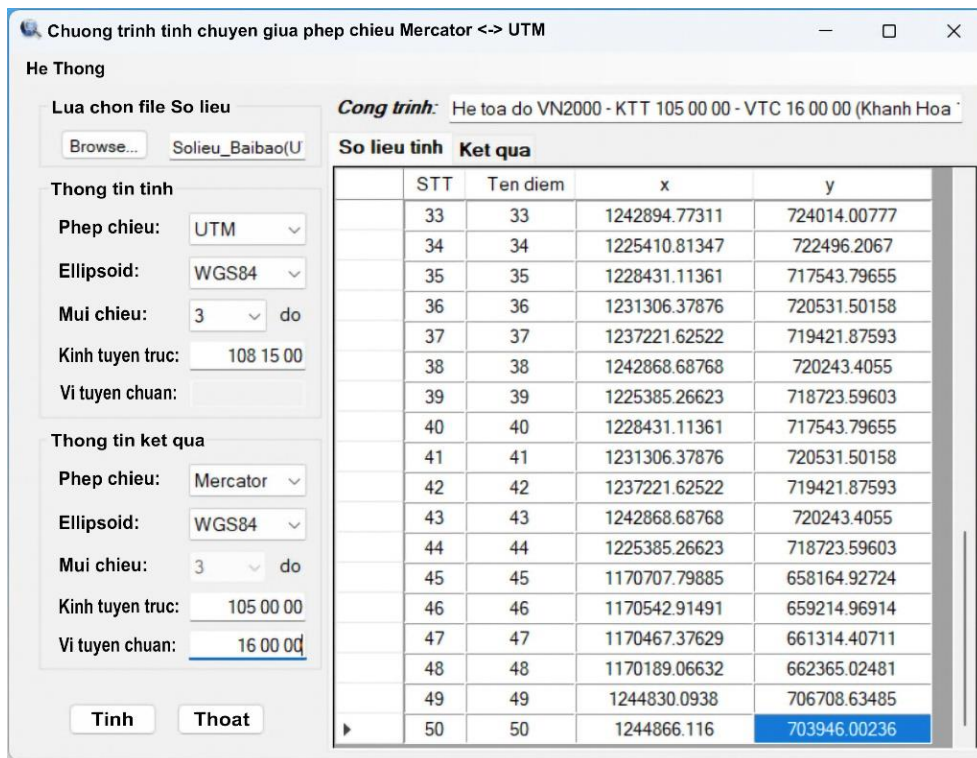 Chuong trinh tinh chuyen giua phep chieu Mercator <-> UTM
He Thong
Lua chon file So lieu
Browse... Solieu_Baibao(U
Thong tin tinh
Phep chieu: UTM
Ellipsoid: WGS84
Mui chieu: 3 do
Kinh tuyen truc: 108 15 00
Vi tuyen chuan:
Thong tin ket qua
Phep chieu: Mercator
Ellipsoid: WGS84
Mui chieu: 3 do
Kinh tuyen truc: 105 00 00
Vi tuyen chuan: 16 00 00
Tinh Thoat
Cong trinh: He toa do VN2000 - KTT 105 00 00 - VTC 16 00 00 (Khanh Hoa
So lieu tinh Ket qua
STT Ten diem x y
33 33 1242894.77311 724014.00777
34 34 1225410.81347 722496.2067
35 35 1228431.11361 717543.79655
36 36 1231306.37876 720531.50158
37 37 1237221.62522 719421.87593
38 38 1242868.68768 720243.4055
39 39 1225385.26623 718723.59603
40 40 1228431.11361 717543.79655
41 41 1231306.37876 720531.50158
42 42 1237221.62522 719421.87593
43 43 1242868.68768 720243.4055
44 44 1225385.26623 718723.59603
45 45 1170707.79885 658164.92724
46 46 1170542.91491 659214.96914
47 47 1170467.37629 661314.40711
48 48 1170189.06632 662365.02481
49 49 1244830.0938 706708.63485
50 50 1244866.116 703946.00236